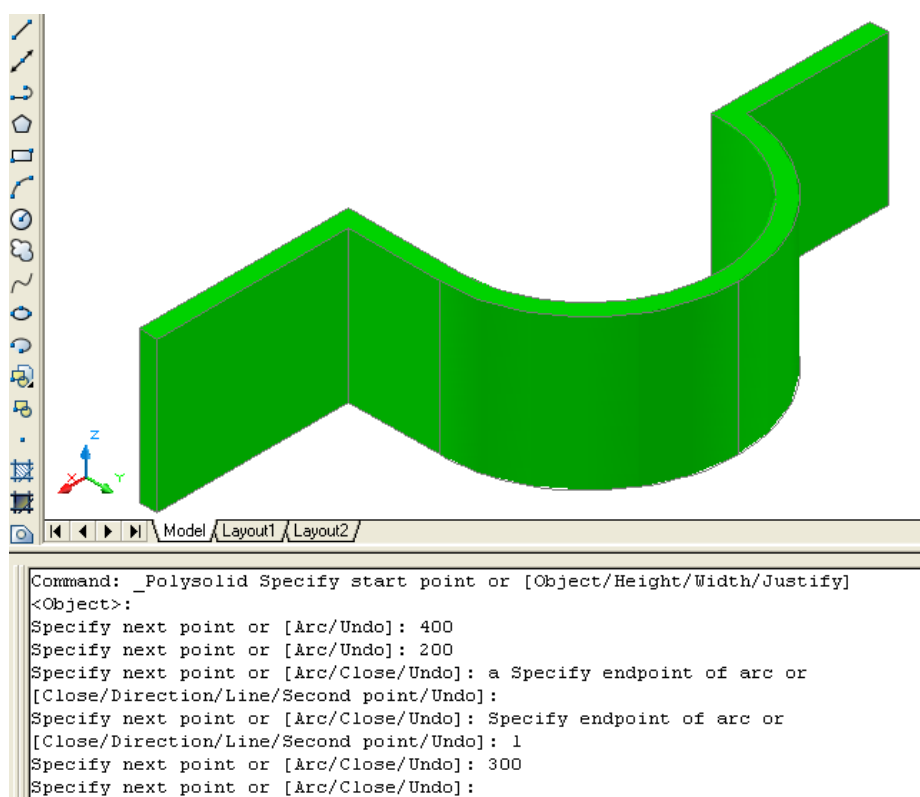 Z
X
Y
Model Layout1 Layout2
Command: _Polysolid Specify start point or [Object/Height/Width/Justify]
<Object>:
Specify next point or [Arc/Undo]: 400
Specify next point or [Arc/Undo]: 200
Specify next point or [Arc/Close/Undo]: a Specify endpoint of arc or
[Close/Direction/Line/Second point/Undo]:
Specify next point or [Arc/Close/Undo]: Specify endpoint of arc or
[Close/Direction/Line/Second point/Undo]: l
Specify next point or [Arc/Close/Undo]: 300
Specify next point or [Arc/Close/Undo]: